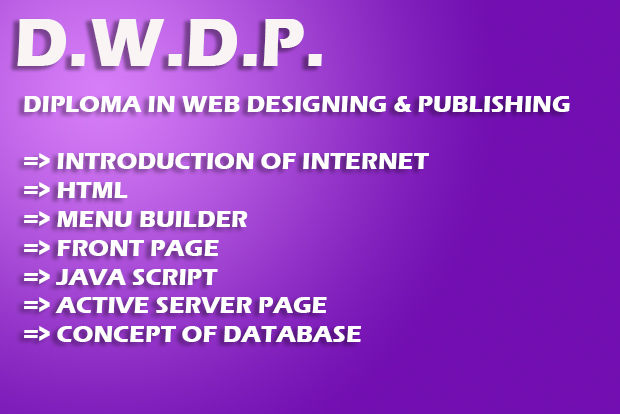 D.W.D.P.
DIPLOMA IN WEB DESIGNING & PUBLISHING
=> INTRODUCTION OF INTERNET
=> HTML
=> MENU BUILDER
=> FRONT PAGE
=> JAVA SCRIPT
=> ACTIVE SERVER PAGE
=> CONCEPT OF DATABASE